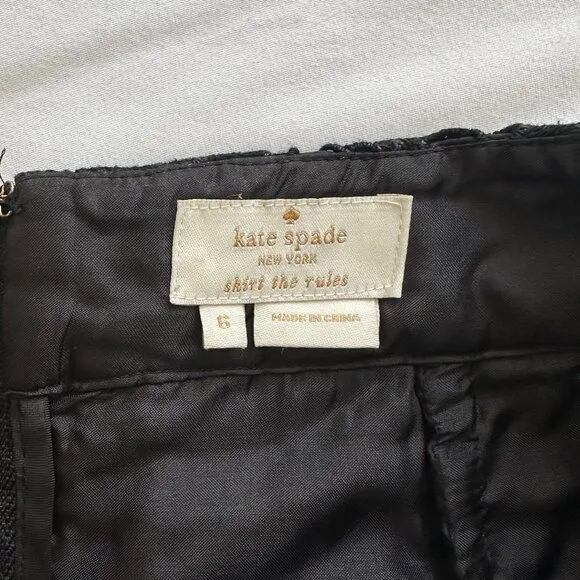 kate spade
NEW YORK
skirt the rules
6
MADE IN CHINA